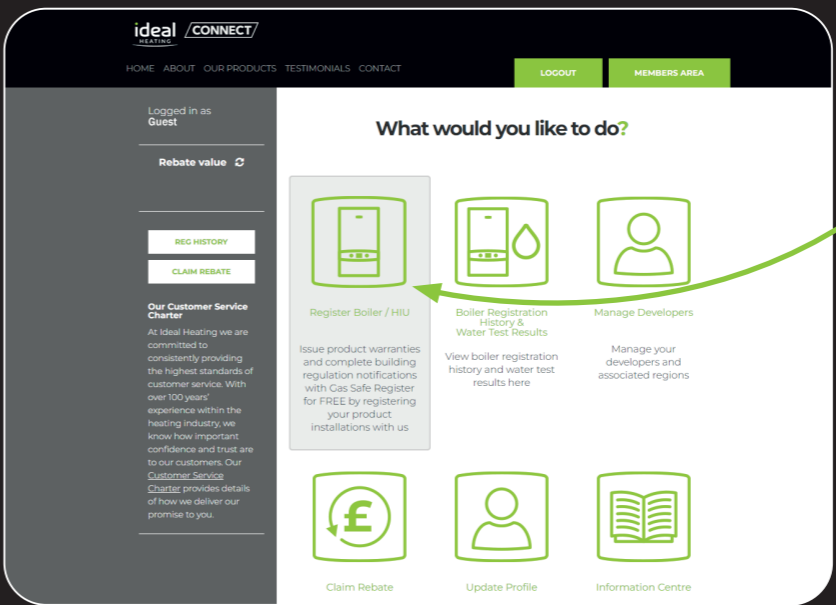 ideal CONNECT
HEATING
HOME ABOUT OUR PRODUCTS TESTIMONIALS CONTACT
LOGOUT
MEMBERS AREA
Logged in as
Guest
Rebate value
REG HISTORY
CLAIM REBATE
Our Customer Service
Charter
At Ideal Heating we are
committed to
consistently providing
the highest standards of
customer service. With
over 100 years'
experience within the
heating industry, we
know how important
confidence and trust are
to our customers. Our
Customer Service
Charter provides details
of how we deliver our
promise to you.
What would you like to do?
Register Boiler / HIU
Issue product warranties
and complete building
regulation notifications
with Gas Safe Register
for FREE by registering
your product
installations with us
Boiler Registration
History &
Water Test Results
View boiler registration
history and water test
results here
Manage Developers
Manage your
developers and
associated regions
£
Claim Rebate
Update Profile
Information Centre